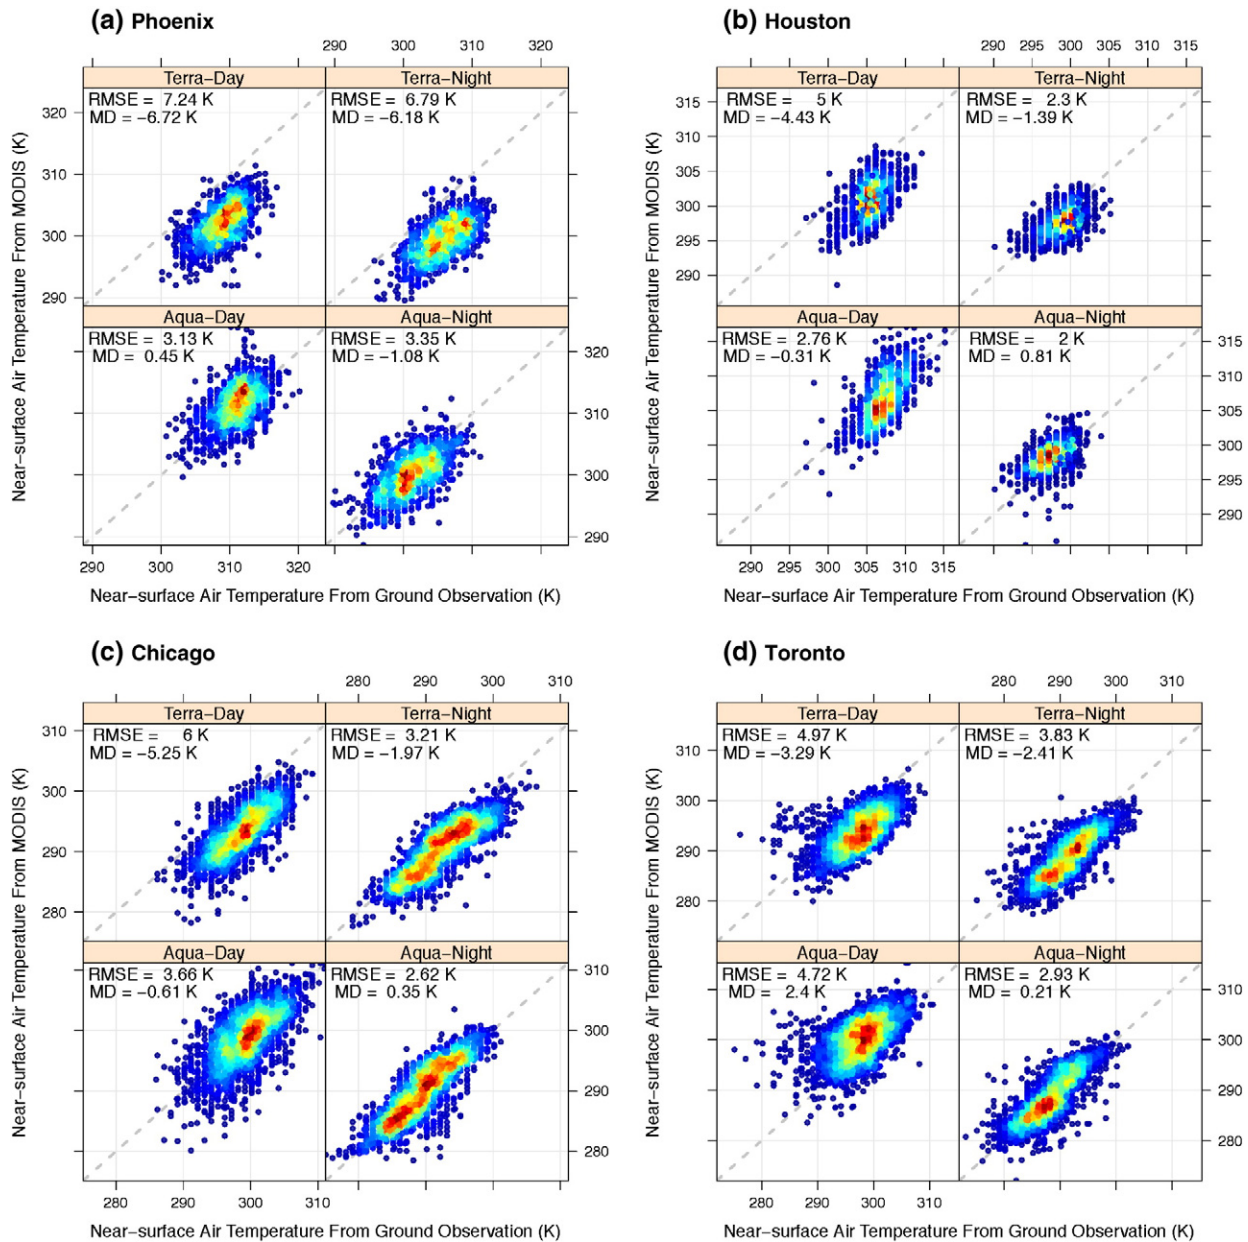 (a) Phoenix
290 300 310 320
Terra−Day Terra−Night
RMSE = 7.24 K
MD = −6.72 K
RMSE = 6.79 K
MD = −6.18 K
320
310
300
290
Aqua−Day Aqua−Night
RMSE = 3.13 K
MD = 0.45 K
RMSE = 3.35 K
MD = −1.08 K
320
310
300
290
290 300 310 320
Near−surface Air Temperature From MODIS (K)
Near−surface Air Temperature From Ground Observation (K)
(b) Houston
290 295 300 305 310 315
Terra−Day Terra−Night
RMSE = 5 K
MD = −4.43 K
RMSE = 2.3 K
MD = −1.39 K
315
310
305
300
295
290
Aqua−Day Aqua−Night
RMSE = 2.76 K
MD = −0.31 K
RMSE = 2 K
MD = 0.81 K
315
310
305
300
295
290
290 295 300 305 310 315
Near−surface Air Temperature From MODIS (K)
Near−surface Air Temperature From Ground Observation (K)
(c) Chicago
280 290 300 310
Terra−Day Terra−Night
RMSE = 6 K
MD = −5.25 K
RMSE = 3.21 K
MD = −1.97 K
310
300
290
280
Aqua−Day Aqua−Night
RMSE = 3.66 K
MD = −0.61 K
RMSE = 2.62 K
MD = 0.35 K
310
300
290
280
280 290 300 310
Near−surface Air Temperature From MODIS (K)
Near−surface Air Temperature From Ground Observation (K)
(d) Toronto
280 290 300 310
Terra−Day Terra−Night
RMSE = 4.97 K
MD = −3.29 K
RMSE = 3.83 K
MD = −2.41 K
310
300
290
280
Aqua−Day Aqua−Night
RMSE = 4.72 K
MD = 2.4 K
RMSE = 2.93 K
MD = 0.21 K
310
300
290
280
280 290 300 310
Near−surface Air Temperature From MODIS (K)
Near−surface Air Temperature From Ground Observation (K)